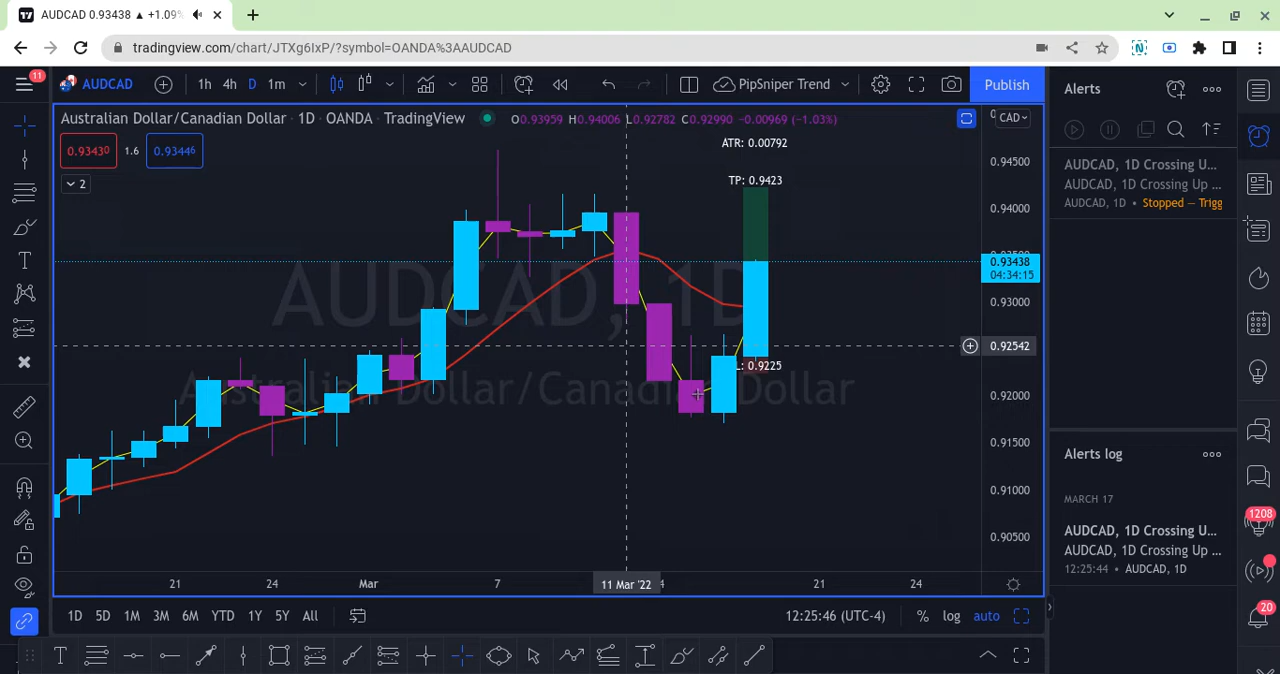 AUDCAD 0.93438 ▲ +1.09%
tradingview.com/chart/JTXg6IxP/?symbol=OANDA%3AAUDCAD
11
AUDCAD
1h 4h D 1m
PipSniper Trend
Publish
Australian Dollar/Canadian Dollar · 1D · OANDA · TradingView
O0.93959 H0.94006 L0.92782 C0.92990 −0.00969 (−1.03%)
CAD
0.93430
1.6
0.93446
2
ATR: 0.00792
TP: 0.9423
L: 0.9225
AUDCAD, 1D
Australian Dollar/Canadian Dollar
0.94500
0.94000
0.93438
04:34:15
0.93000
0.92542
0.92000
0.91500
0.91000
0.90500
21 24 Mar 7 11 Mar '22 21 24
1D 5D 1M 3M 6M YTD 1Y 5Y All
12:25:46 (UTC-4)
% log auto
Alerts
AUDCAD, 1D Crossing U...
AUDCAD, 1D Crossing Up ...
AUDCAD, 1D • Stopped — Trigg
Alerts log
MARCH 17
AUDCAD, 1D Crossing U...
AUDCAD, 1D Crossing Up ...
12:25:44 • AUDCAD, 1D
1208
20